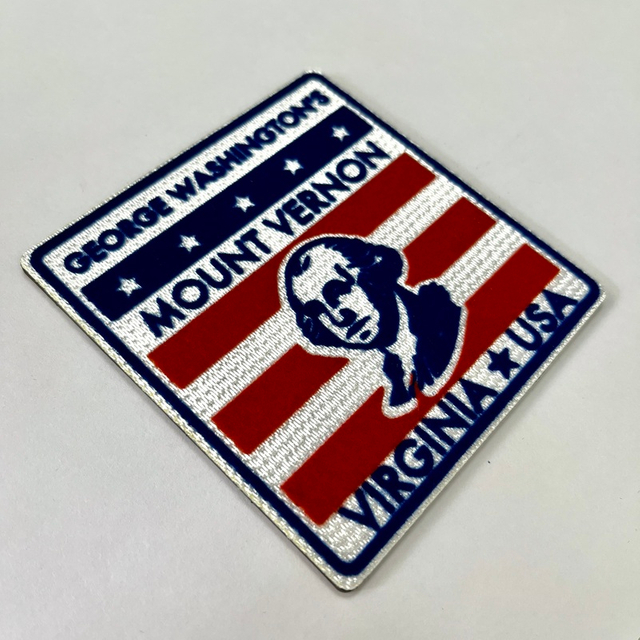 GEORGE WASHINGTON'S
MOUNT VERNON
VIRGINIA ★ USA